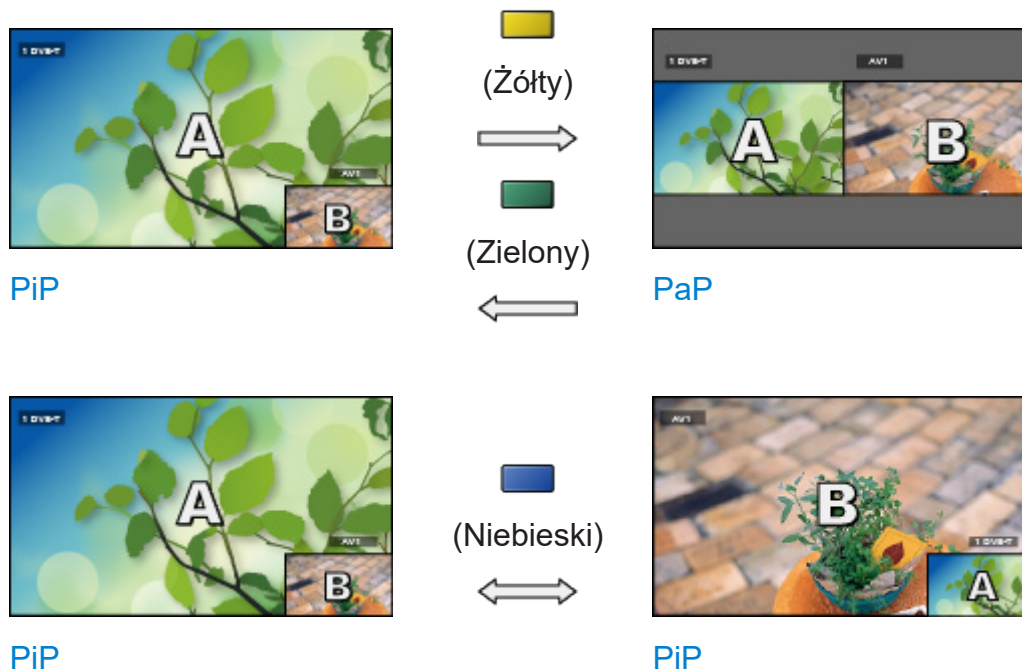 1 DVB-T
A
AV1
B
PiP
(Żółty)
(Zielony)
1 DVB-T
AV1
A
B
PaP
1 DVB-T
A
AV1
B
PiP
(Niebieski)
AV1
B
1 DVB-T
A
PiP